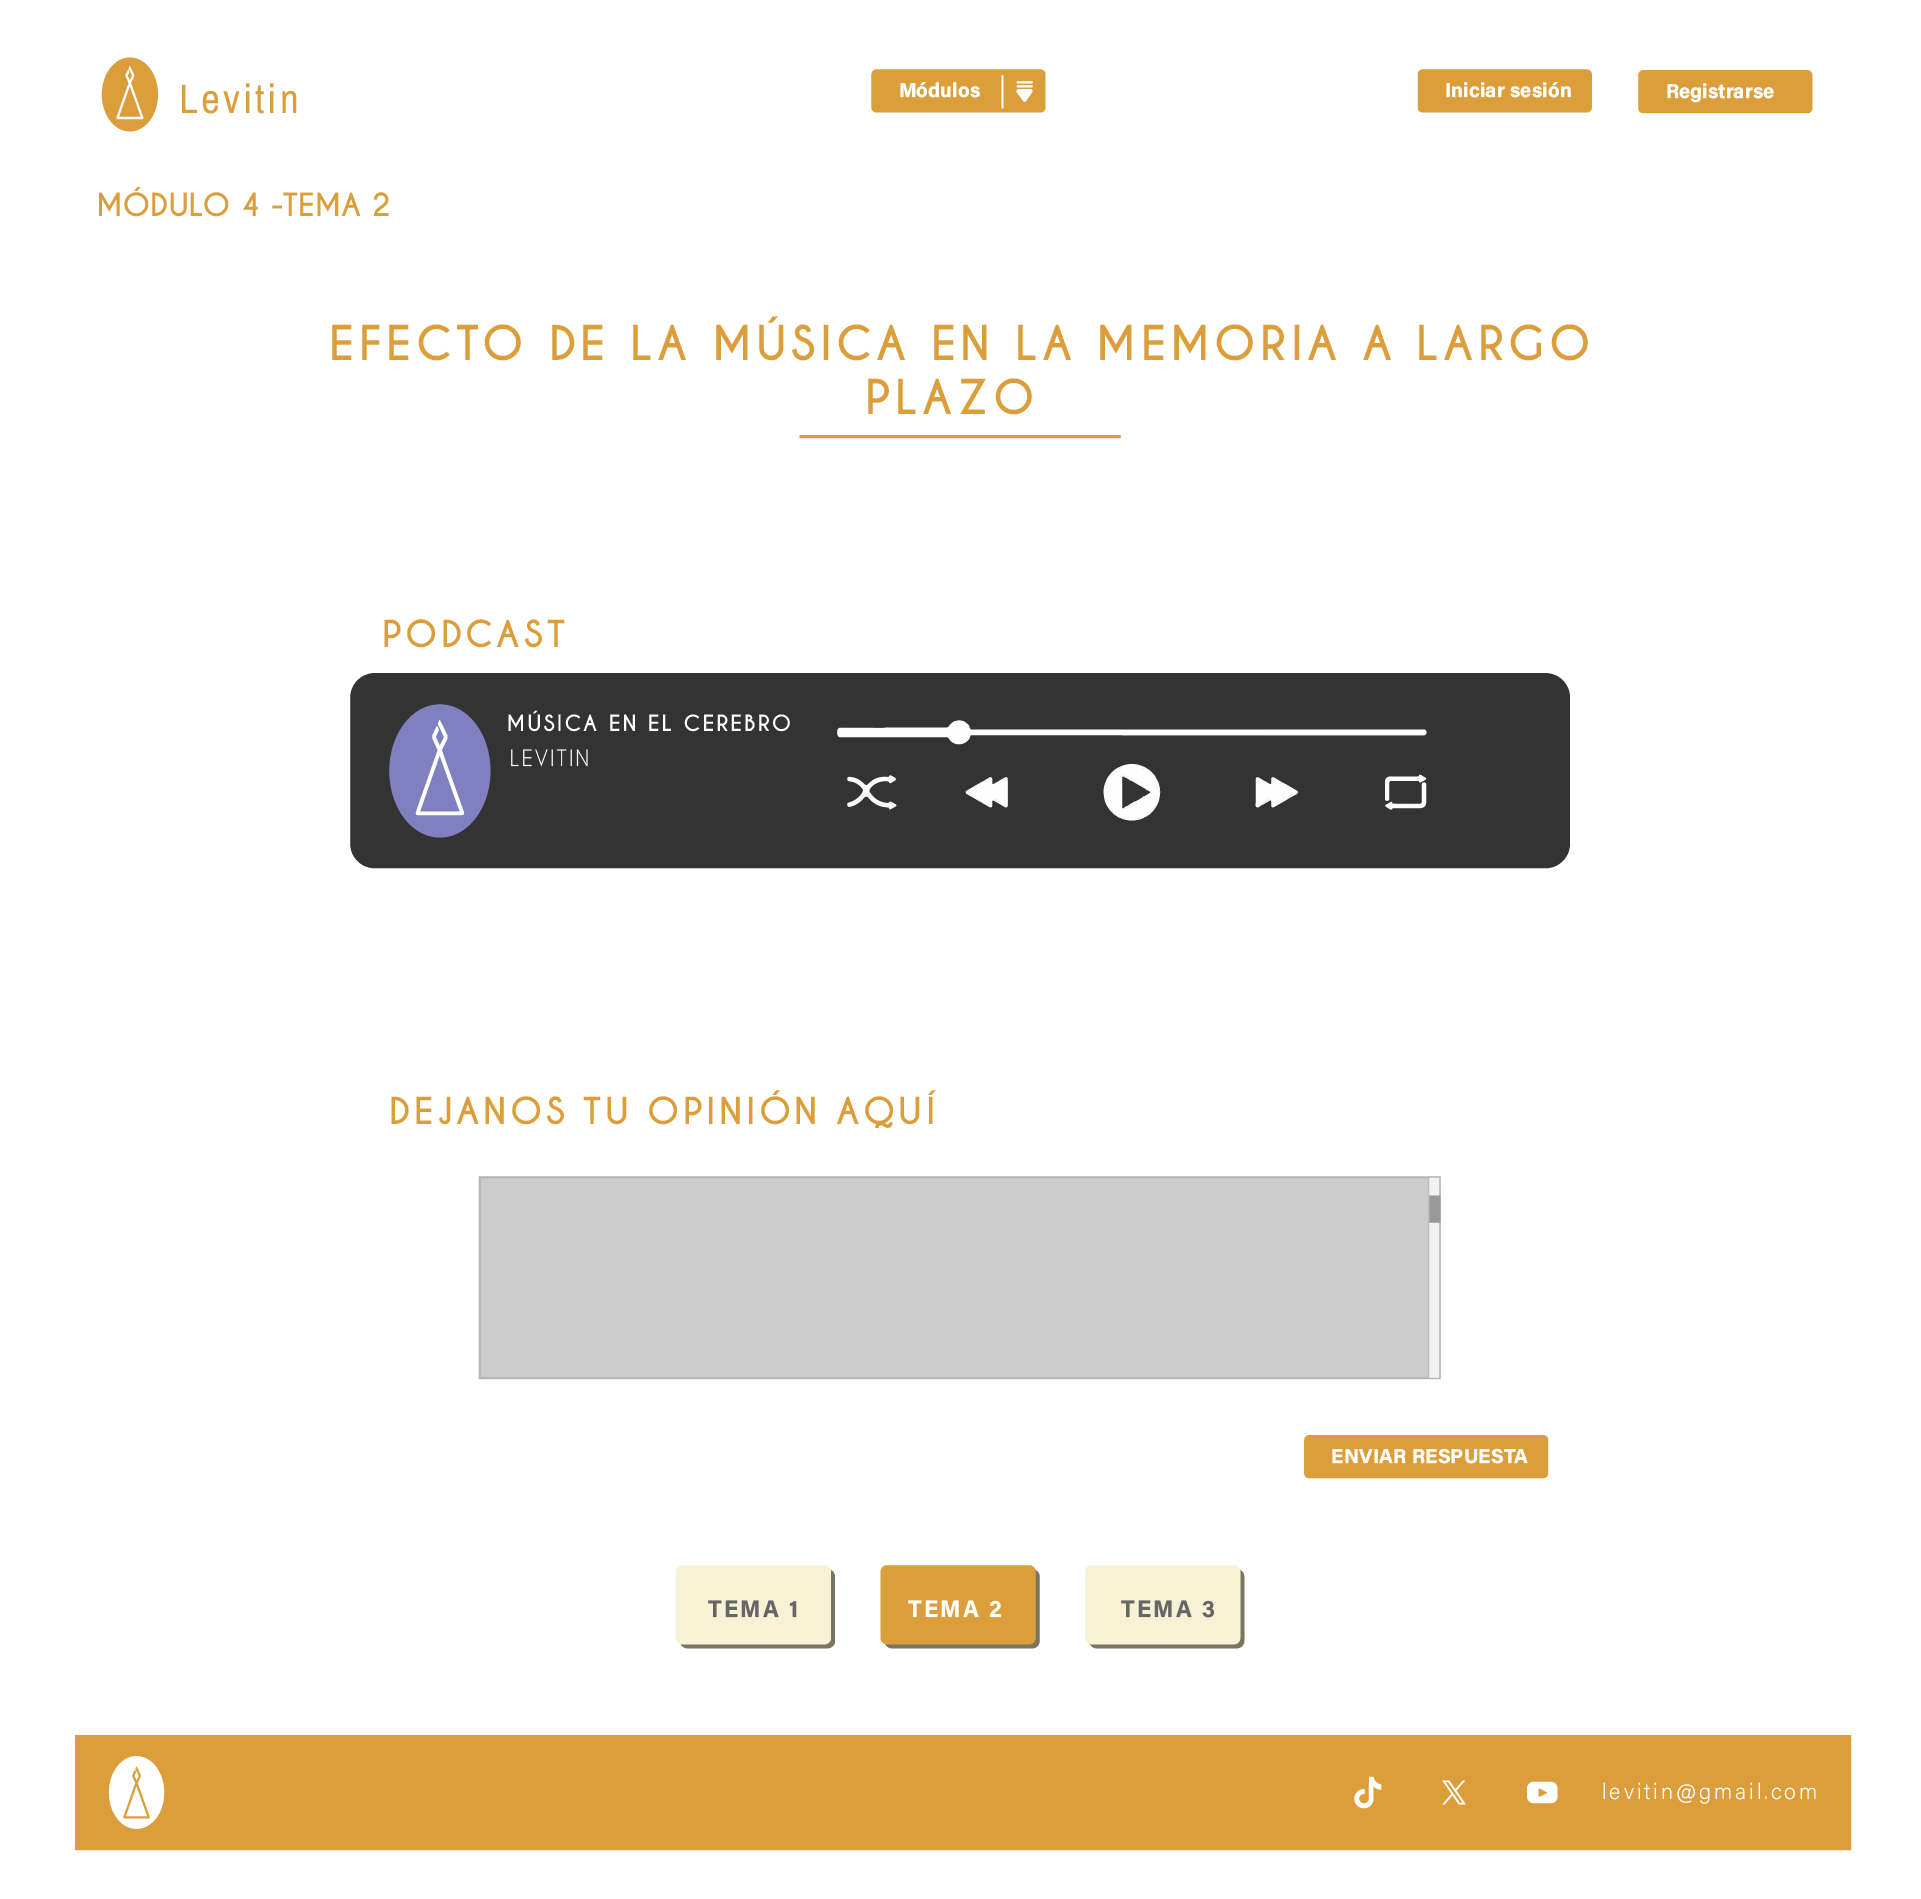 Levitin
Módulos
Iniciar sesión
Registrarse
MÓDULO 4 -TEMA 2
EFECTO DE LA MÚSICA EN LA MEMORIA A LARGO
PLAZO
PODCAST
MÚSICA EN EL CEREBRO
LEVITIN
DEJANOS TU OPINIÓN AQUÍ
ENVIAR RESPUESTA
TEMA 1
TEMA 2
TEMA 3
levitin@gmail.com